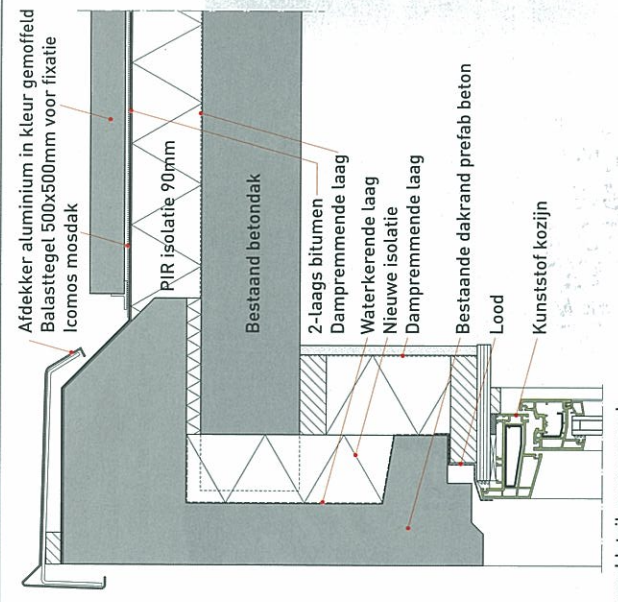 Afdekker aluminium in kleur gemoffeld
Balasttegel 500x500mm voor fixatie
Icomos mosdak
PIR isolatie 90mm
Bestaand betondak
2-laags bitumen
Dampremmende laag
Waterkerende laag
Nieuwe isolatie
Dampremmende laag
Bestaande dakrand prefab beton
Lood
Kunststof kozijn